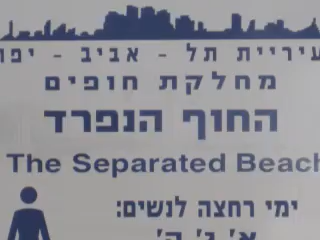 עיריית תל - אביב - יפו
מחלקת חופים
החוף הנפרד
The Separated Beach
ימי רחצה לנשים:
א' ג' ה'